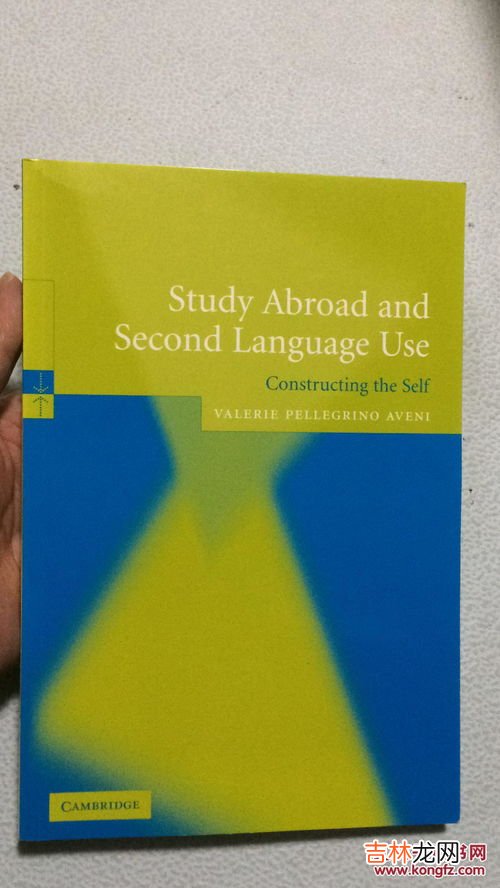 Study Abroad and
Second Language Use
Constructing the Self
VALERIE PELLEGRINO AVENI
CAMBRIDGE
吉林龙网
www.kongfz.com